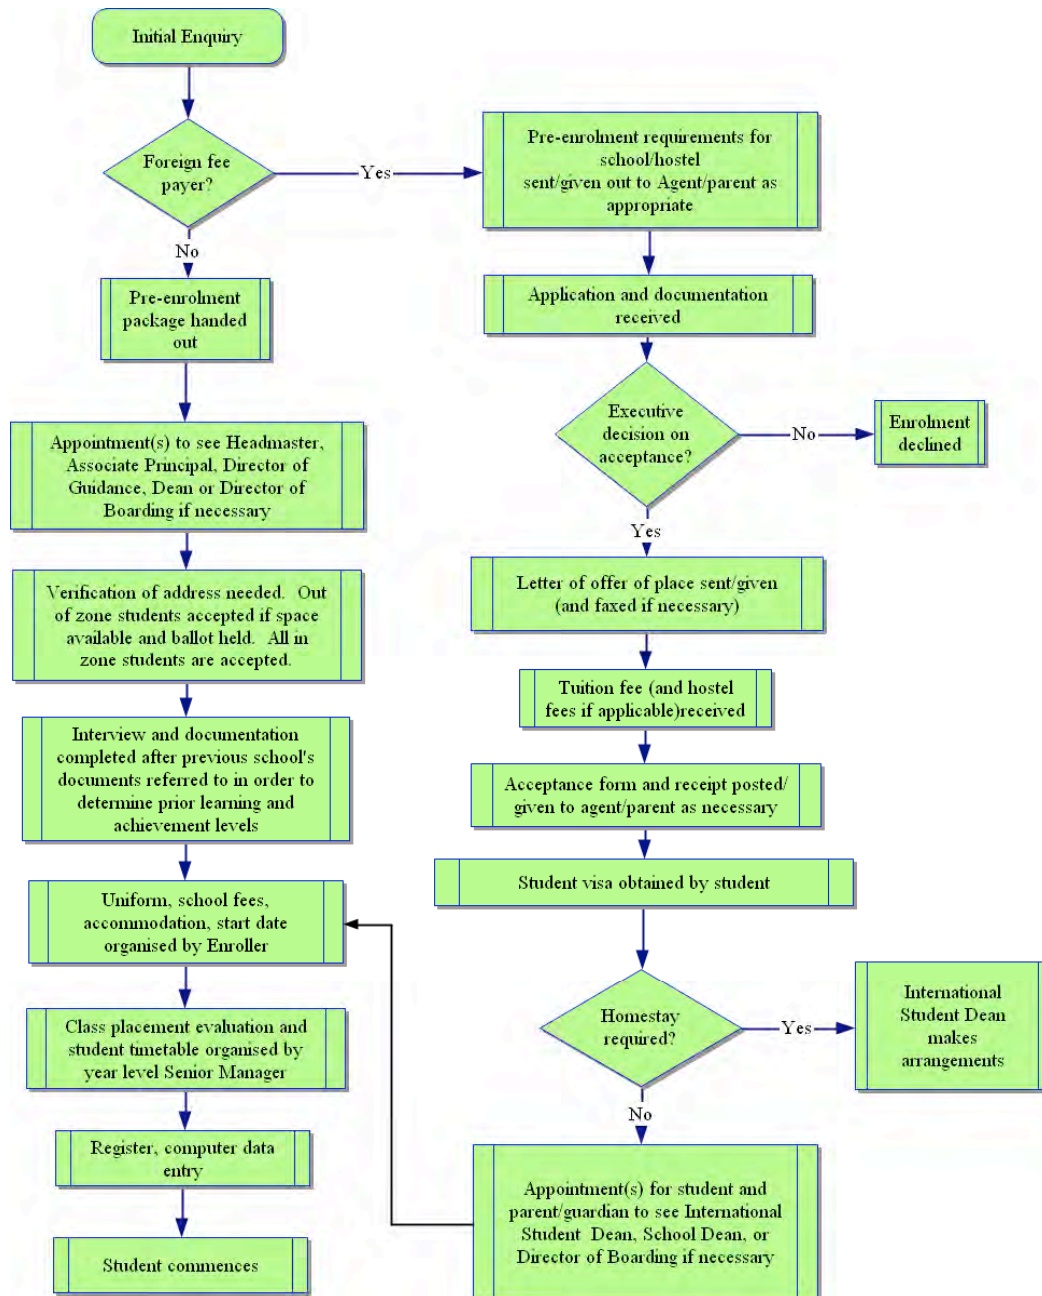 Initial Enquiry
Foreign fee
payer?
Yes
No
Pre-enrolment
package handed
out
Appointment(s) to see Headmaster,
Associate Principal, Director of
Guidance, Dean or Director of
Boarding if necessary
Verification of address needed.  Out
of zone students accepted if space
available and ballot held.  All in
zone students are accepted.
Interview and documentation
completed after previous school's
documents referred to in order to
determine prior learning and
achievement levels
Uniform, school fees,
accommodation, start date
organised by Enroller
Class placement evaluation and
student timetable organised by
year level Senior Manager
Register, computer data
entry
Student commences
Pre-enrolment requirements for
school/hostel
sent/given out to Agent/parent as
appropriate
Application and documentation
received
Executive
decision on
acceptance?
No
Enrolment
declined
Yes
Letter of offer of place sent/given
(and faxed if necessary)
Tuition fee (and hostel
fees if applicable)received
Acceptance form and receipt posted/
given to agent/parent as necessary
Student visa obtained by student
Homestay
required?
Yes
International
Student Dean
makes
arrangements
No
Appointment(s) for student and
parent/guardian to see International
Student  Dean, School Dean, or
Director of Boarding if necessary